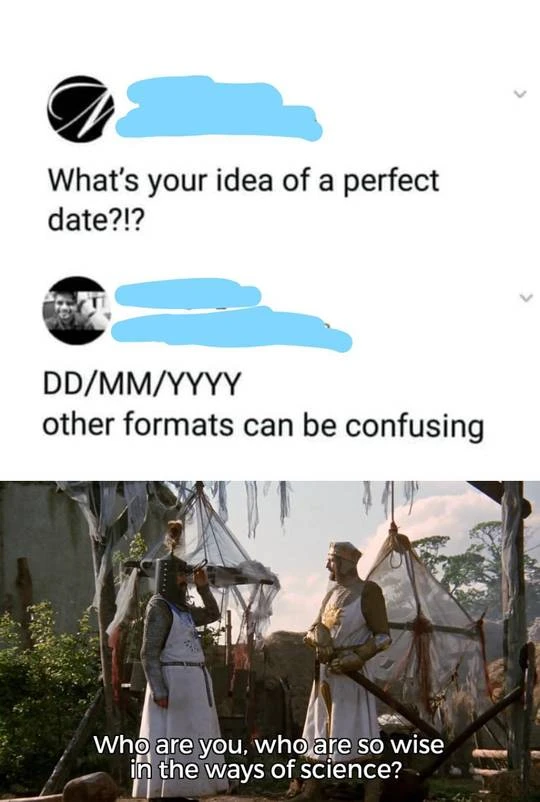 What's your idea of a perfect
date?!?
DD/MM/YYYY
other formats can be confusing
Who are you, who are so wise
in the ways of science?